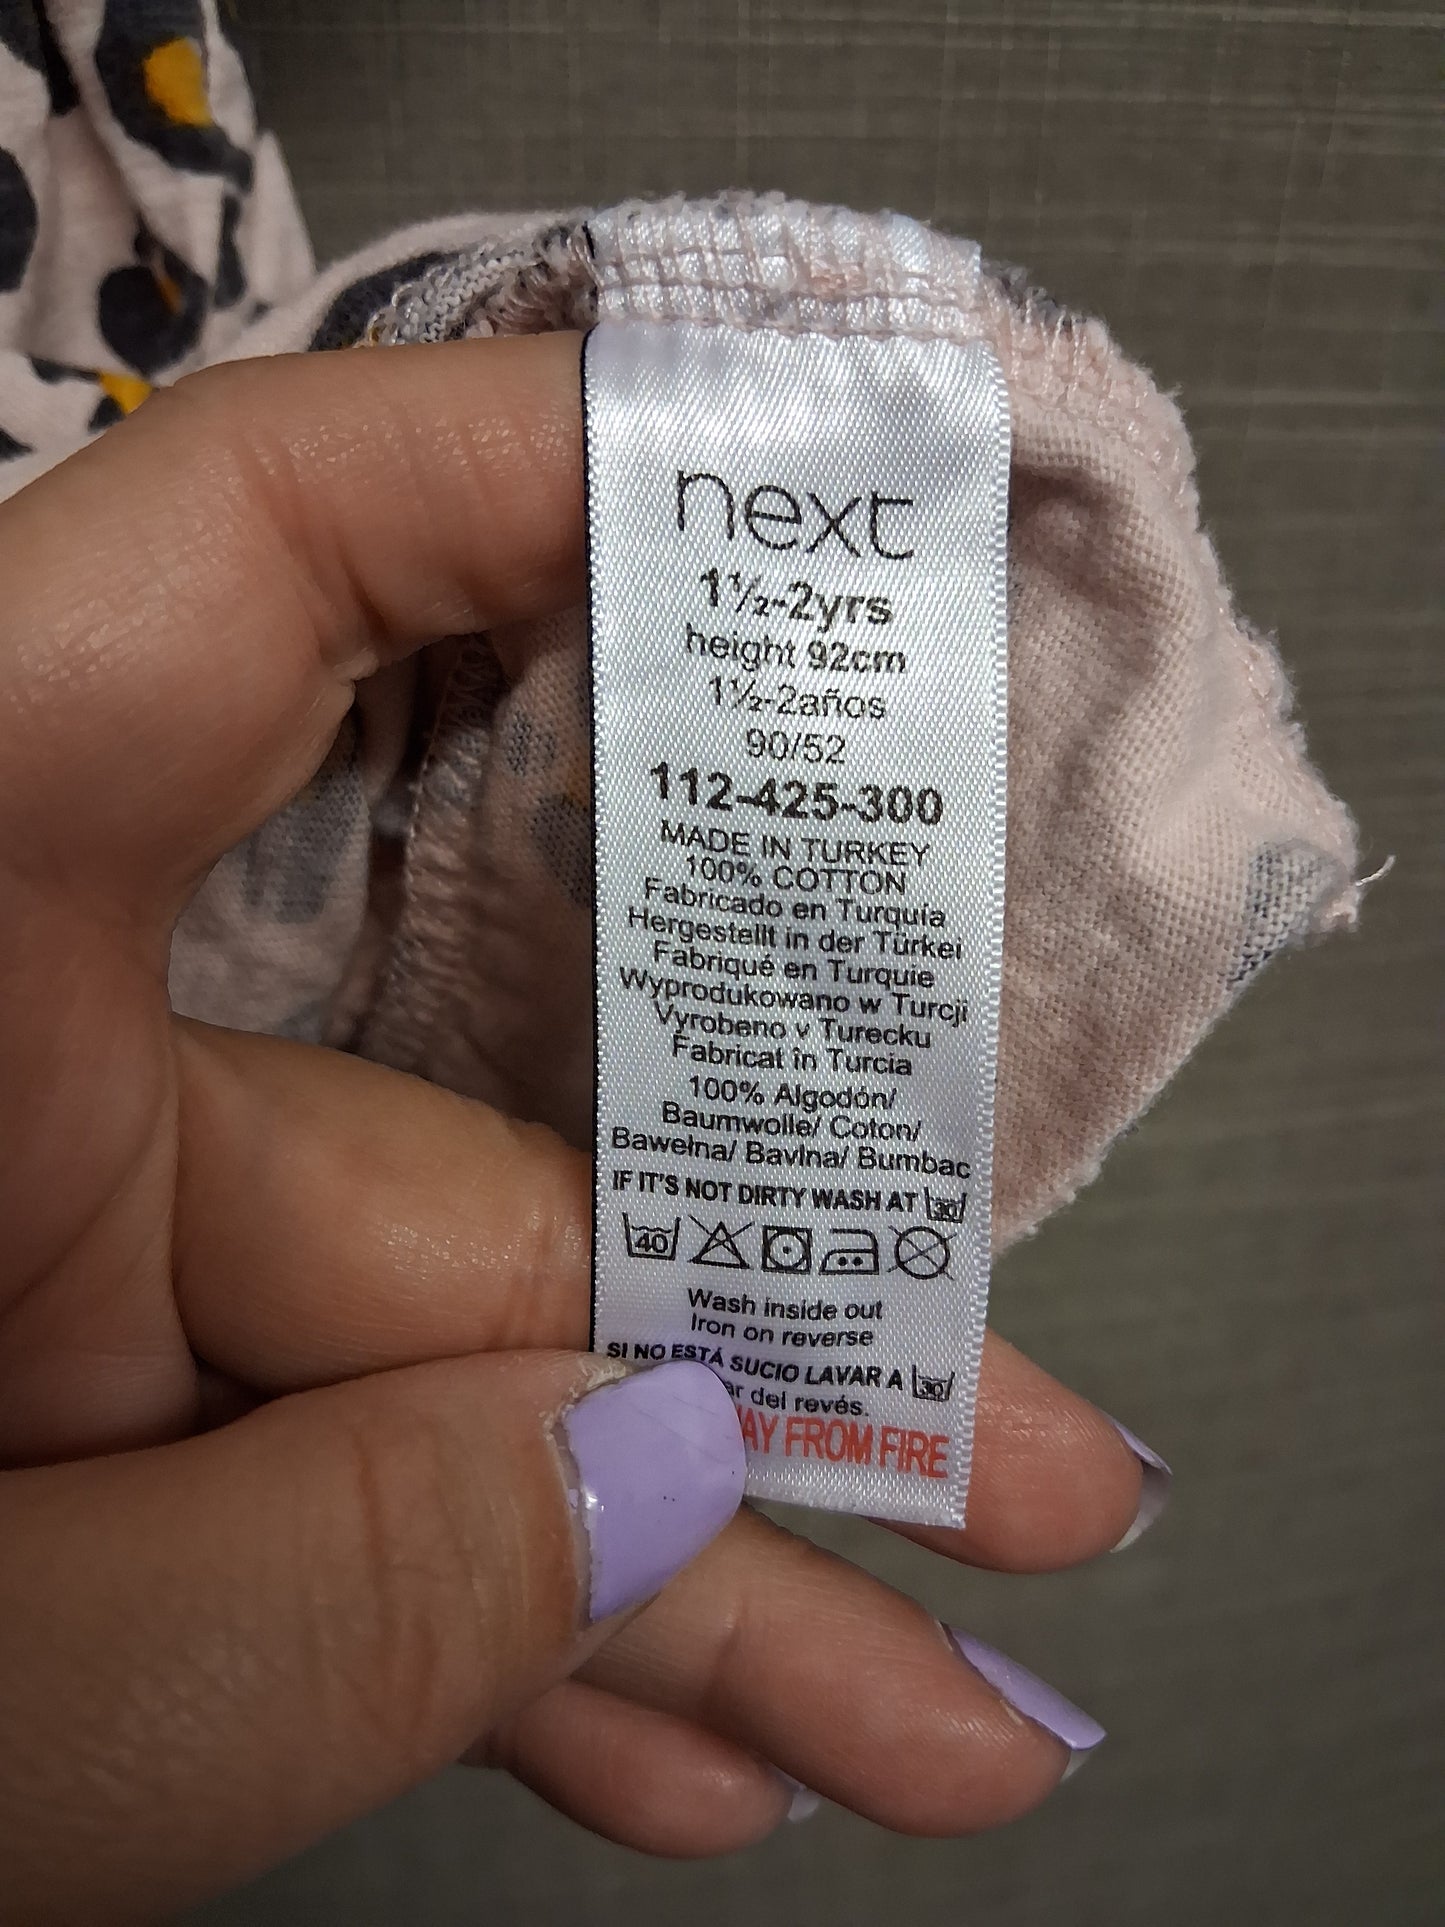 next
1½-2yrs
height 92cm
1½-2años
90/52
112-425-300
MADE IN TURKEY
100% COTTON
Fabricado en Turquía
Hergestellt in der Türkei
Fabriqué en Turquie
Wyprodukowano w Turcji
Vyrobeno v Turecku
Fabricat în Turcia
100% Algodón/
Baumwolle/ Coton/
Bawełna/ Bavlna/ Bumbac
IF IT'S NOT DIRTY WASH AT 30
40
Wash inside out
Iron on reverse
SI NO ESTÁ SUCIO LAVAR A 30
del revés.
FROM FIRE